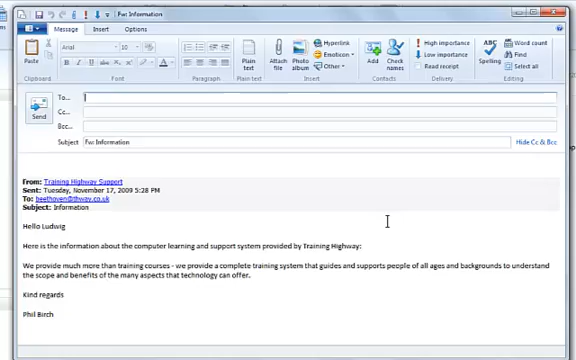 Fw: Information
Message Insert Options
Paste
Arial 10
Plain text
Attach file
Photo album
Hyperlink
Emoticon
Other
Add
Check names
High importance
Low importance
Read receipt
Spelling
Word count
Find
Select all
Clipboard Font Paragraph Plain text Insert Contacts Delivery Editing
Send
To...
Cc...
Bcc...
Subject Fw: Information Hide Cc & Bcc
From: Training Highway Support
Sent: Tuesday, November 17, 2009 5:28 PM
To: beethoven@thway.co.uk
Subject: Information
Hello Ludwig
Here is the information about the computer learning and support system provided by Training Highway:
We provide much more than training courses - we provide a complete training system that guides and supports people of all ages and backgrounds to understand
the scope and benefits of the many aspects that technology can offer.
Kind regards
Phil Birch